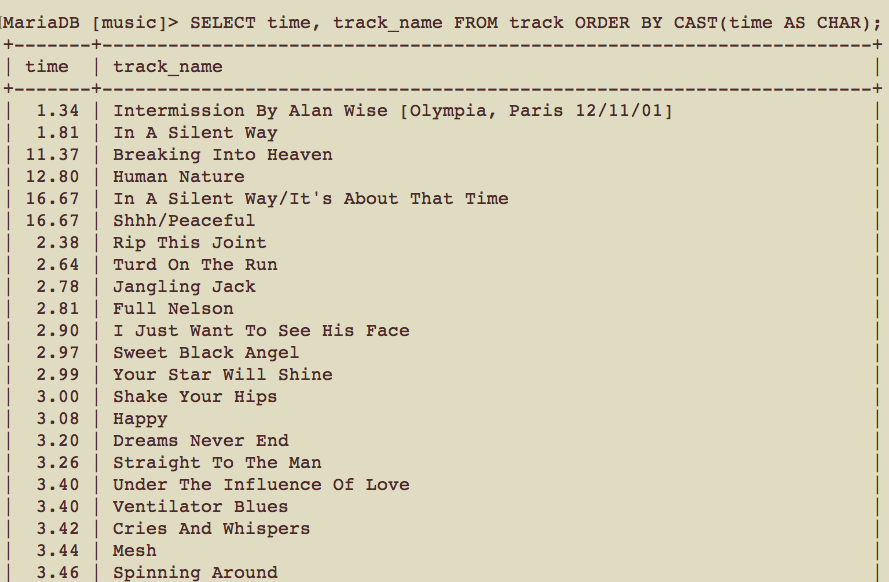 MariaDB [music]> SELECT time, track_name FROM track ORDER BY CAST(time AS CHAR);
+-------+----------------------------------------------------------------------+
| time  | track_name                                                           |
+-------+----------------------------------------------------------------------+
|  1.34 | Intermission By Alan Wise [Olympia, Paris 12/11/01]                  |
|  1.81 | In A Silent Way                                                      |
| 11.37 | Breaking Into Heaven                                                 |
| 12.80 | Human Nature                                                         |
| 16.67 | In A Silent Way/It's About That Time                                 |
| 16.67 | Shhh/Peaceful                                                        |
|  2.38 | Rip This Joint                                                       |
|  2.64 | Turd On The Run                                                      |
|  2.78 | Jangling Jack                                                        |
|  2.81 | Full Nelson                                                          |
|  2.90 | I Just Want To See His Face                                          |
|  2.97 | Sweet Black Angel                                                    |
|  2.99 | Your Star Will Shine                                                 |
|  3.00 | Shake Your Hips                                                      |
|  3.08 | Happy                                                                |
|  3.20 | Dreams Never End                                                     |
|  3.26 | Straight To The Man                                                  |
|  3.40 | Under The Influence Of Love                                          |
|  3.40 | Ventilator Blues                                                     |
|  3.42 | Cries And Whispers                                                   |
|  3.44 | Mesh                                                                 |
|  3.46 | Spinning Around                                                      |